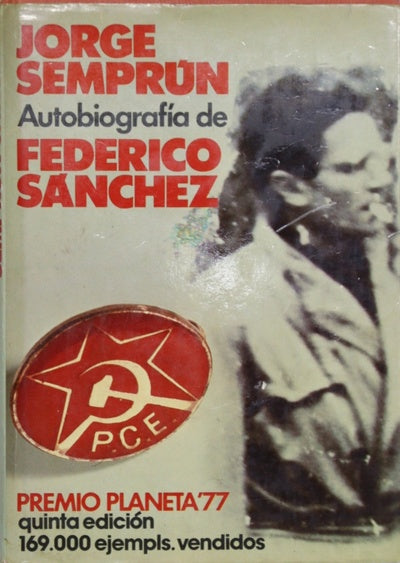 JORGE
SEMPRÚN
Autobiografía de
FEDERICO
SÁNCHEZ
P.C.E.
PREMIO PLANETA'77
quinta edición
169.000 ejempls. vendidos